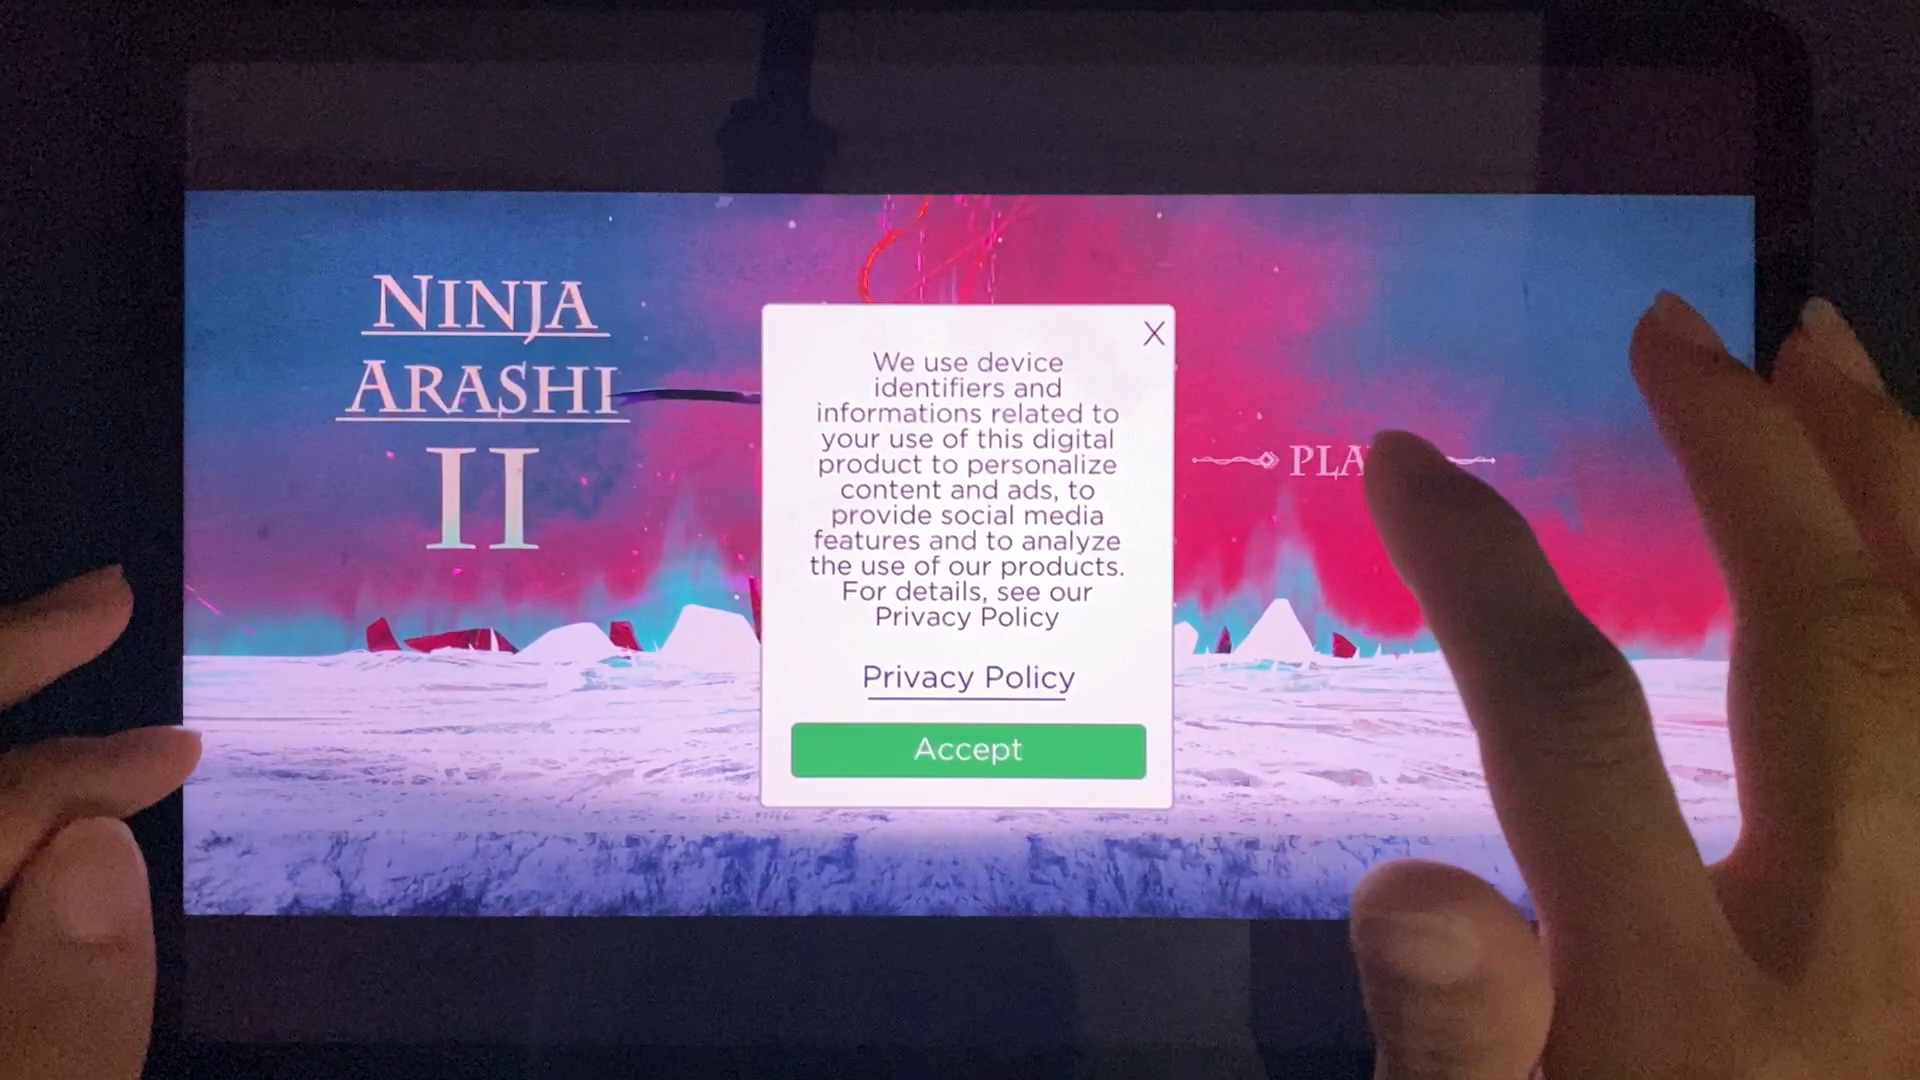 NINJA
ARASHI
II
X
We use device
identifiers and
informations related to
your use of this digital
product to personalize
content and ads, to
provide social media
features and to analyze
the use of our products.
For details, see our
Privacy Policy
Privacy Policy
Accept